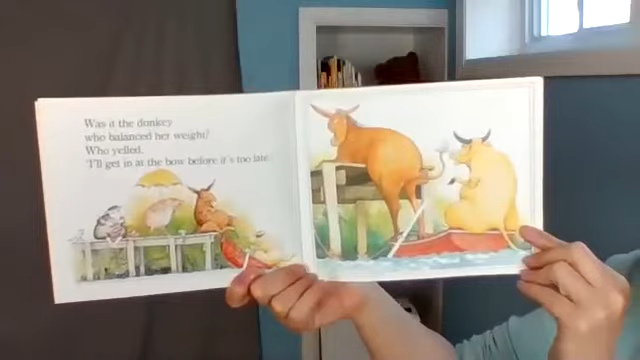 Was it the donkey
who balanced her weight?
Who yelled,
'I'll get in at the bow before it's too late.